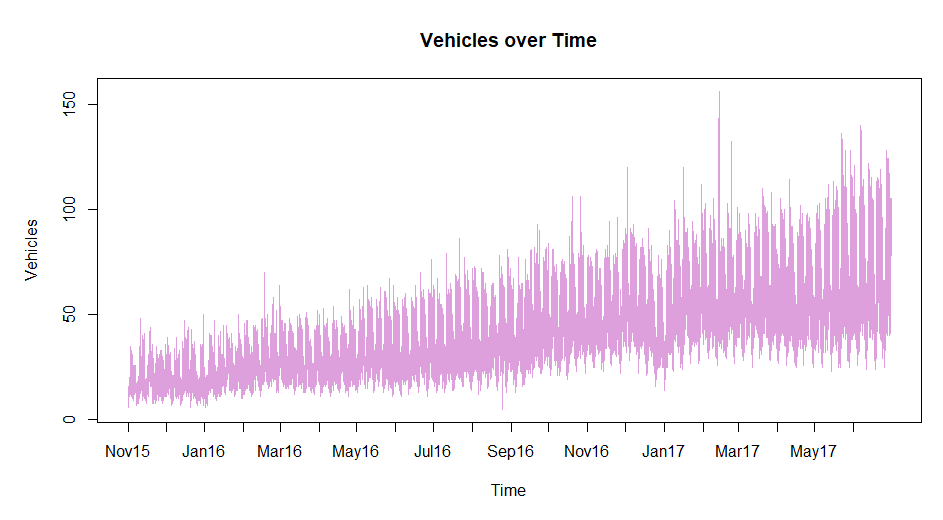 Vehicles over Time
Vehicles
150
100
50
0
Nov15 Jan16 Mar16 May16 Jul16 Sep16 Nov16 Jan17 Mar17 May17
Time